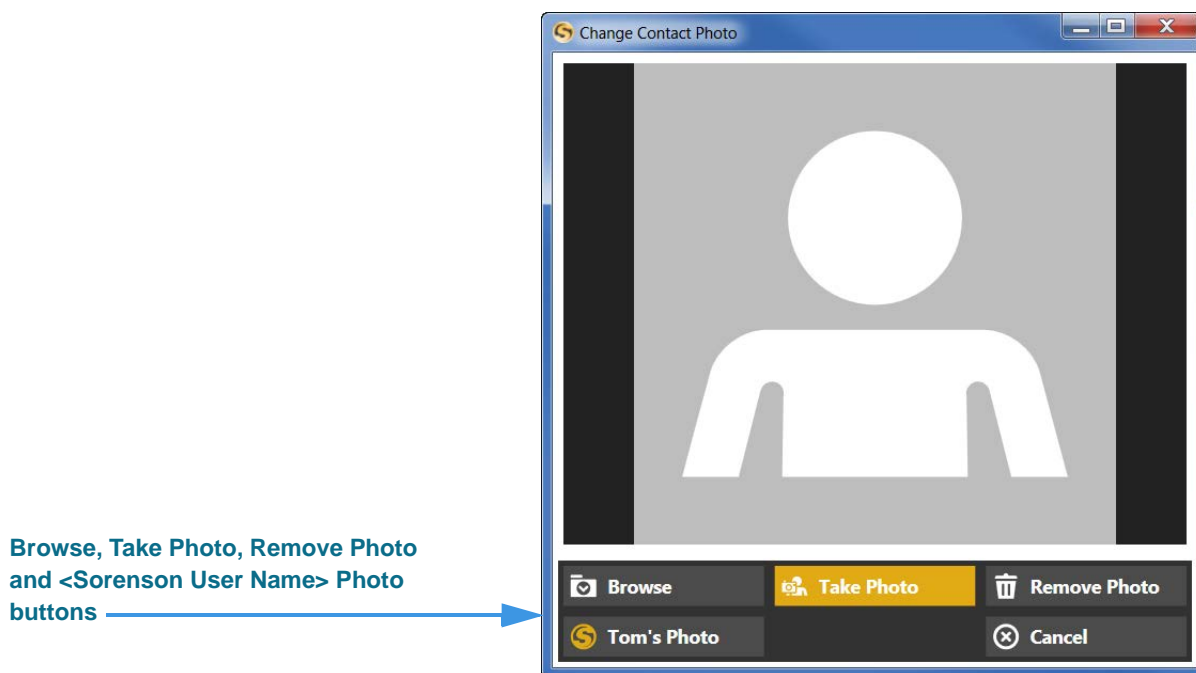 Change Contact Photo
Browse, Take Photo, Remove Photo
and <Sorenson User Name> Photo
buttons
Browse
Take Photo
Remove Photo
Tom's Photo
Cancel